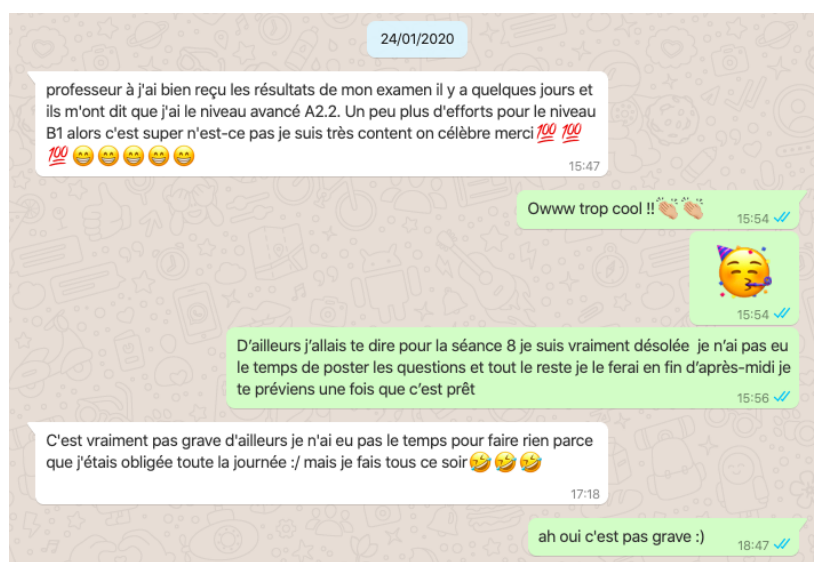 24/01/2020
professeur à j'ai bien reçu les résultats de mon examen il y a quelques jours et
ils m'ont dit que j'ai le niveau avancé A2.2. Un peu plus d'efforts pour le niveau
B1 alors c'est super n'est-ce pas je suis très content on célèbre merci💯 💯
💯 😁 😁 😁 😁 😁
15:47
Owww trop cool !!👏🏼 👏🏼
15:54
🥳
15:54
D'ailleurs j'allais te dire pour la séance 8 je suis vraiment désolée je n'ai pas eu
le temps de poster les questions et tout le reste je le ferai en fin d'après-midi je
te préviens une fois que c'est prêt
15:56
C'est vraiment pas grave d'ailleurs je n'ai eu pas le temps pour faire rien parce
que j'étais obligée toute la journée :/ mais je fais tous ce soir🤣 🤣 🤣
17:18
ah oui c'est pas grave :)
18:47